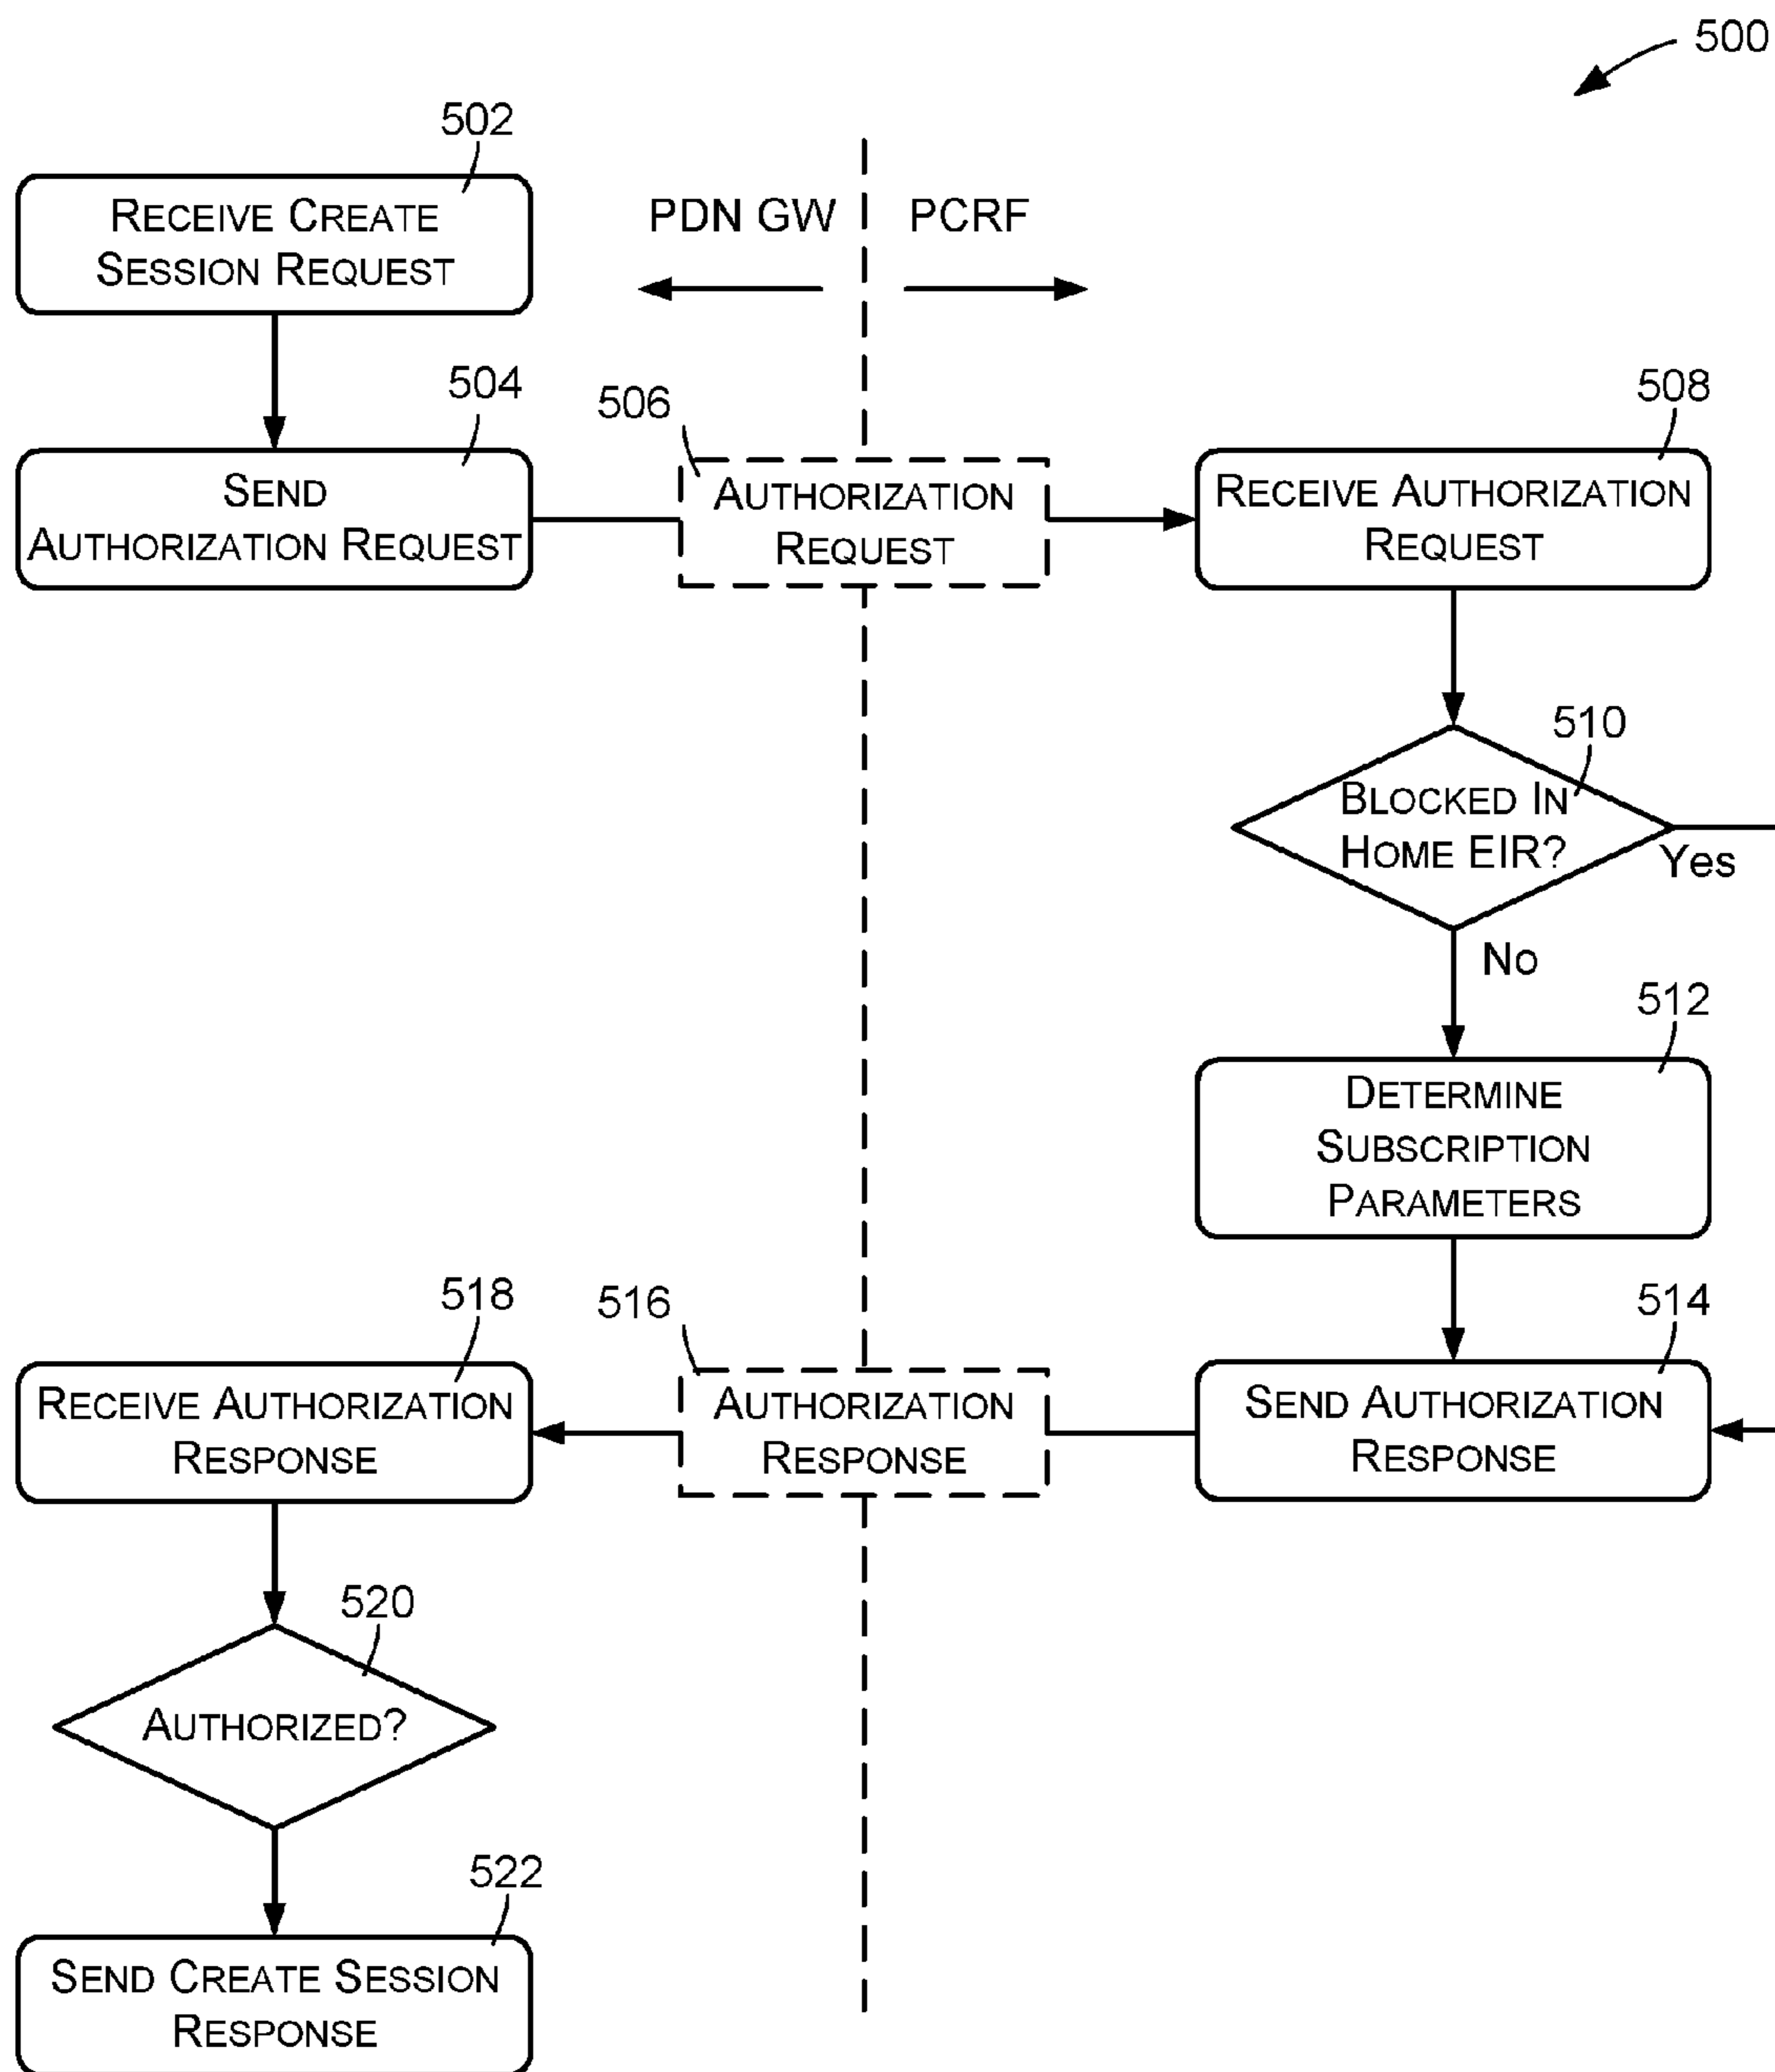 500
502
RECEIVE CREATE
SESSION REQUEST
PDN GW
PCRF
504
SEND
AUTHORIZATION REQUEST
506
AUTHORIZATION
REQUEST
508
RECEIVE AUTHORIZATION
REQUEST
510
BLOCKED IN
HOME EIR?
Yes
No
512
DETERMINE
SUBSCRIPTION
PARAMETERS
514
SEND AUTHORIZATION
RESPONSE
516
AUTHORIZATION
RESPONSE
518
RECEIVE AUTHORIZATION
RESPONSE
520
AUTHORIZED?
522
SEND CREATE SESSION
RESPONSE